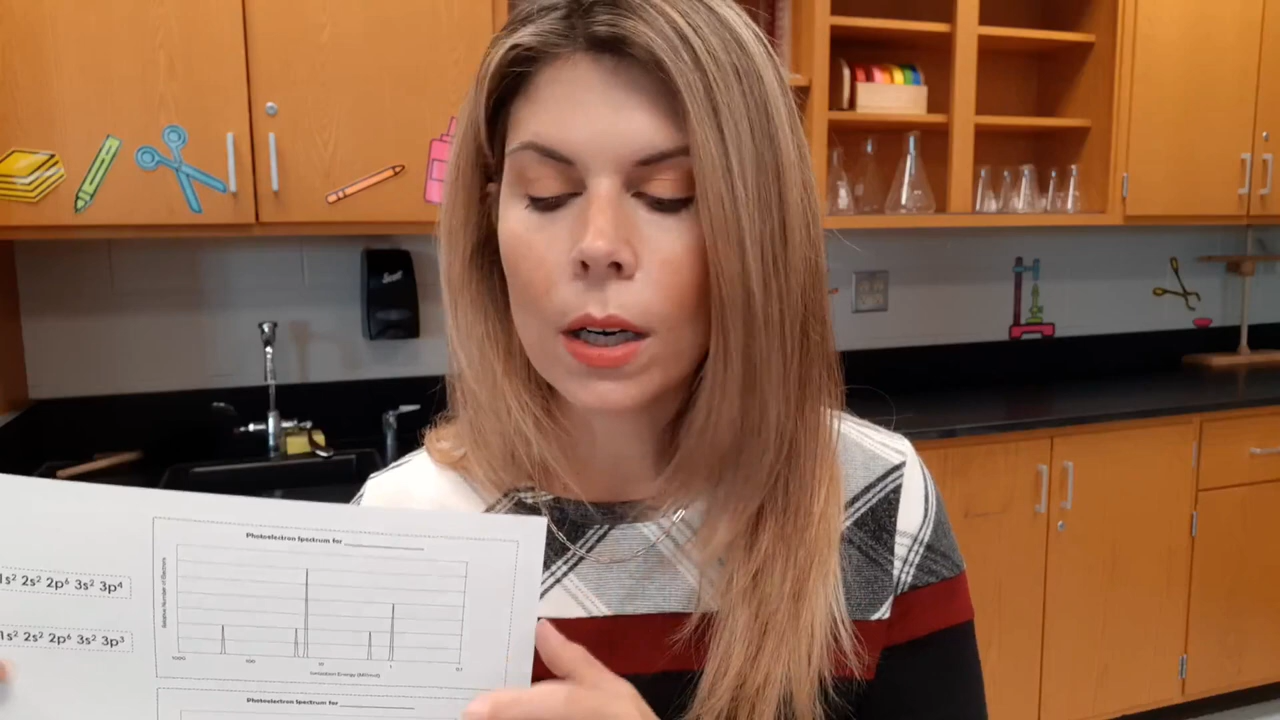 Scott
Photoelectron Spectrum for
1s² 2s² 2p⁶ 3s² 3p⁴
1s² 2s² 2p⁶ 3s² 3p³
Relative Number of Electrons
1000 100 10 1 0.1
Ionization Energy (MJ/mol)
Photoelectron Spectrum for